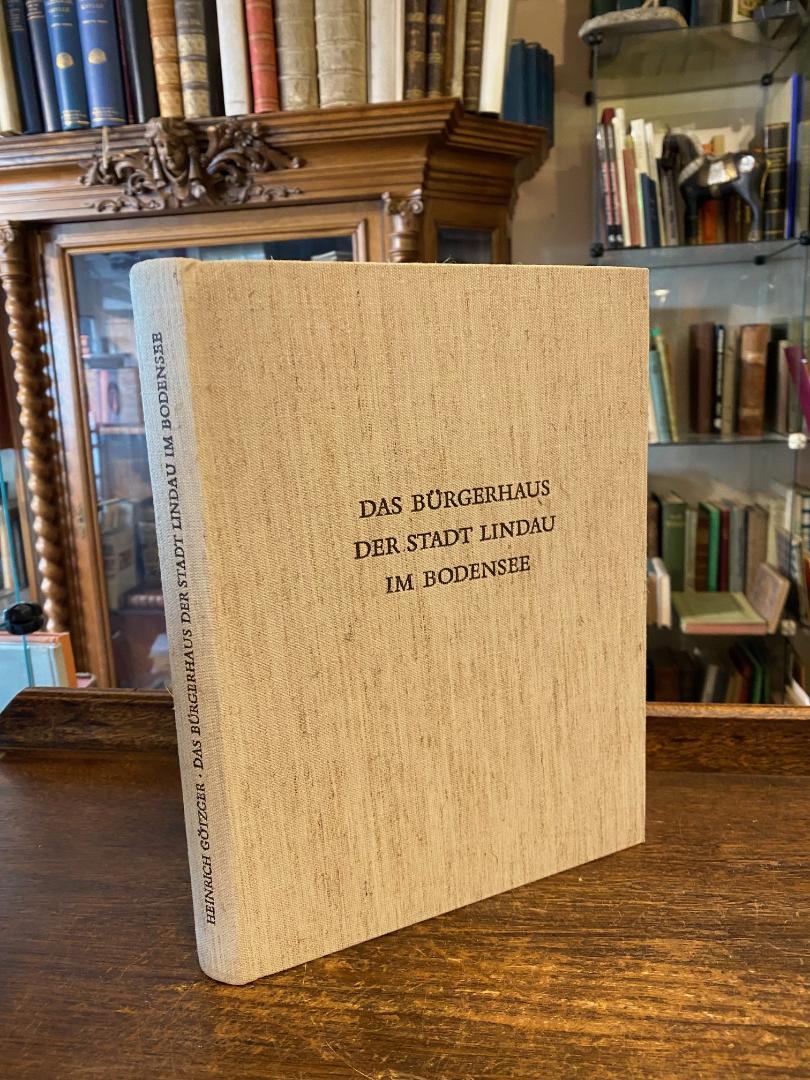 DAS BÜRGERHAUS
DER STADT LINDAU
IM BODENSEE
HEINRICH GÖTZGER · DAS BÜRGERHAUS DER STADT LINDAU IM BODENSEE